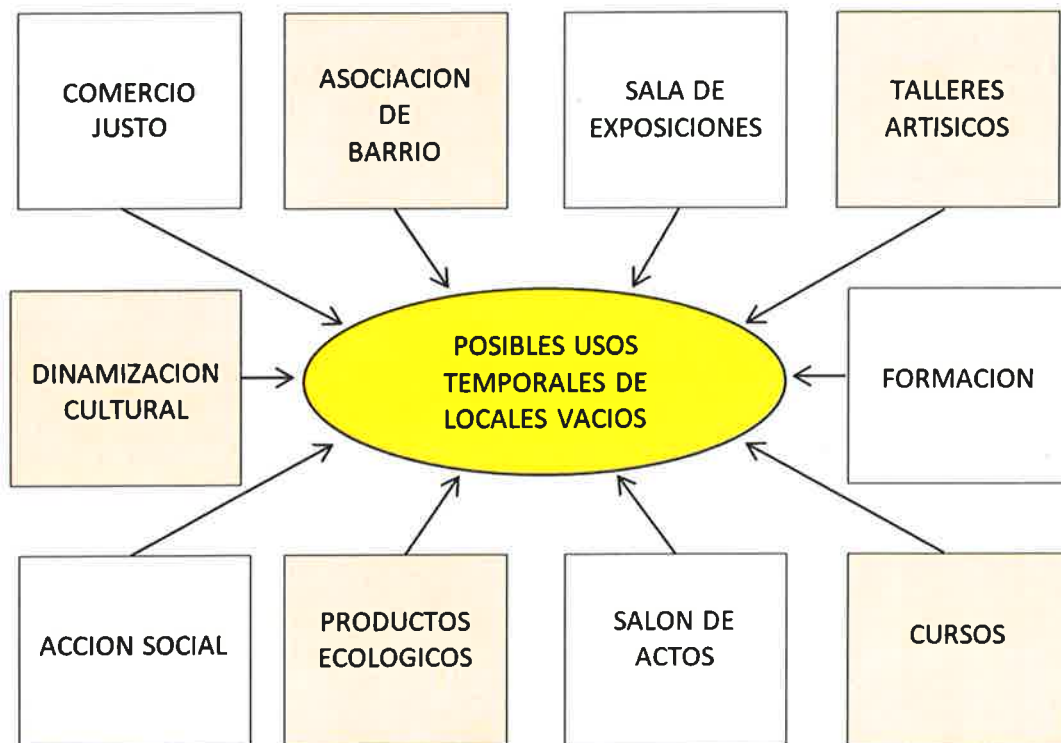 COMERCIO
JUSTO
ASOCIACION
DE
BARRIO
SALA DE
EXPOSICIONES
TALLERES
ARTISICOS
DINAMIZACION
CULTURAL
POSIBLES USOS
TEMPORALES DE
LOCALES VACIOS
FORMACION
ACCION SOCIAL
PRODUCTOS
ECOLOGICOS
SALON DE
ACTOS
CURSOS